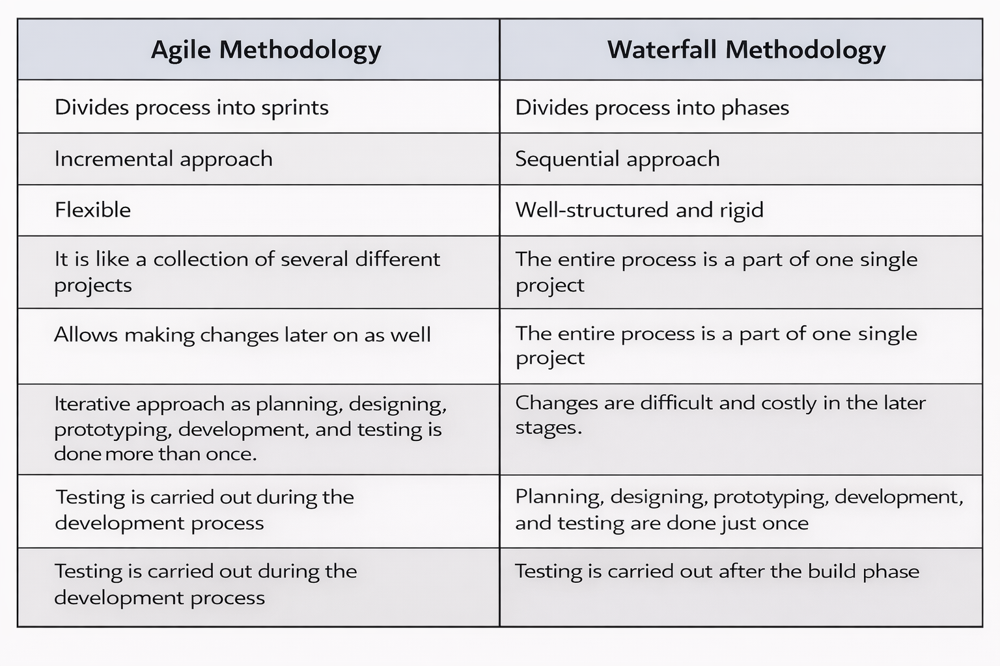 Agile Methodology
Waterfall Methodology
Divides process into sprints
Divides process into phases
Incremental approach
Sequential approach
Flexible
Well-structured and rigid
It is like a collection of several different
projects
The entire process is a part of one single
project
Allows making changes later on as well
The entire process is a part of one single
project
Iterative approach as planning, designing,
prototyping, development, and testing is
done more than once.
Changes are difficult and costly in the later
stages.
Testing is carried out during the
development process
Planning, designing, prototyping, development,
and testing are done just once
Testing is carried out during the
development process
Testing is carried out after the build phase